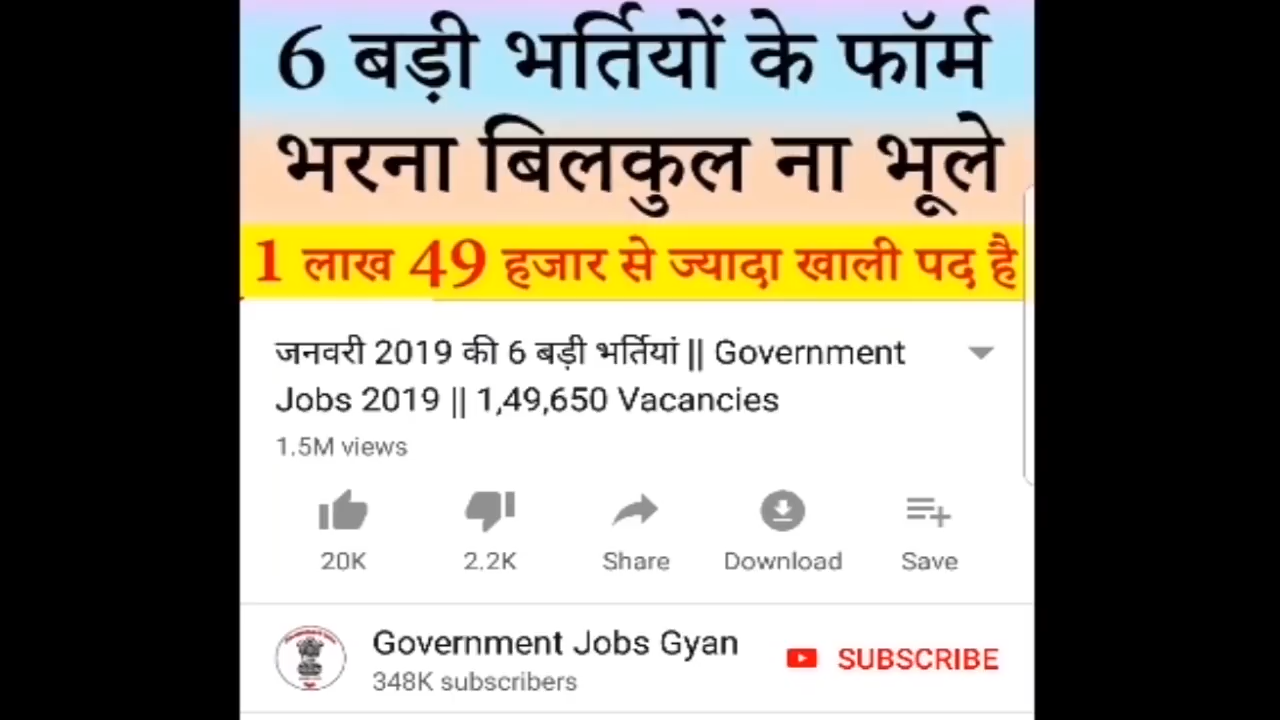 6 बड़ी भर्तियों के फॉर्म
भरना बिलकुल ना भूले
1 लाख 49 हजार से ज्यादा खाली पद है
जनवरी 2019 की 6 बड़ी भर्तियां || Government
Jobs 2019 || 1,49,650 Vacancies
1.5M views
20K 2.2K Share Download Save
Government Jobs Gyan
348K subscribers
SUBSCRIBE